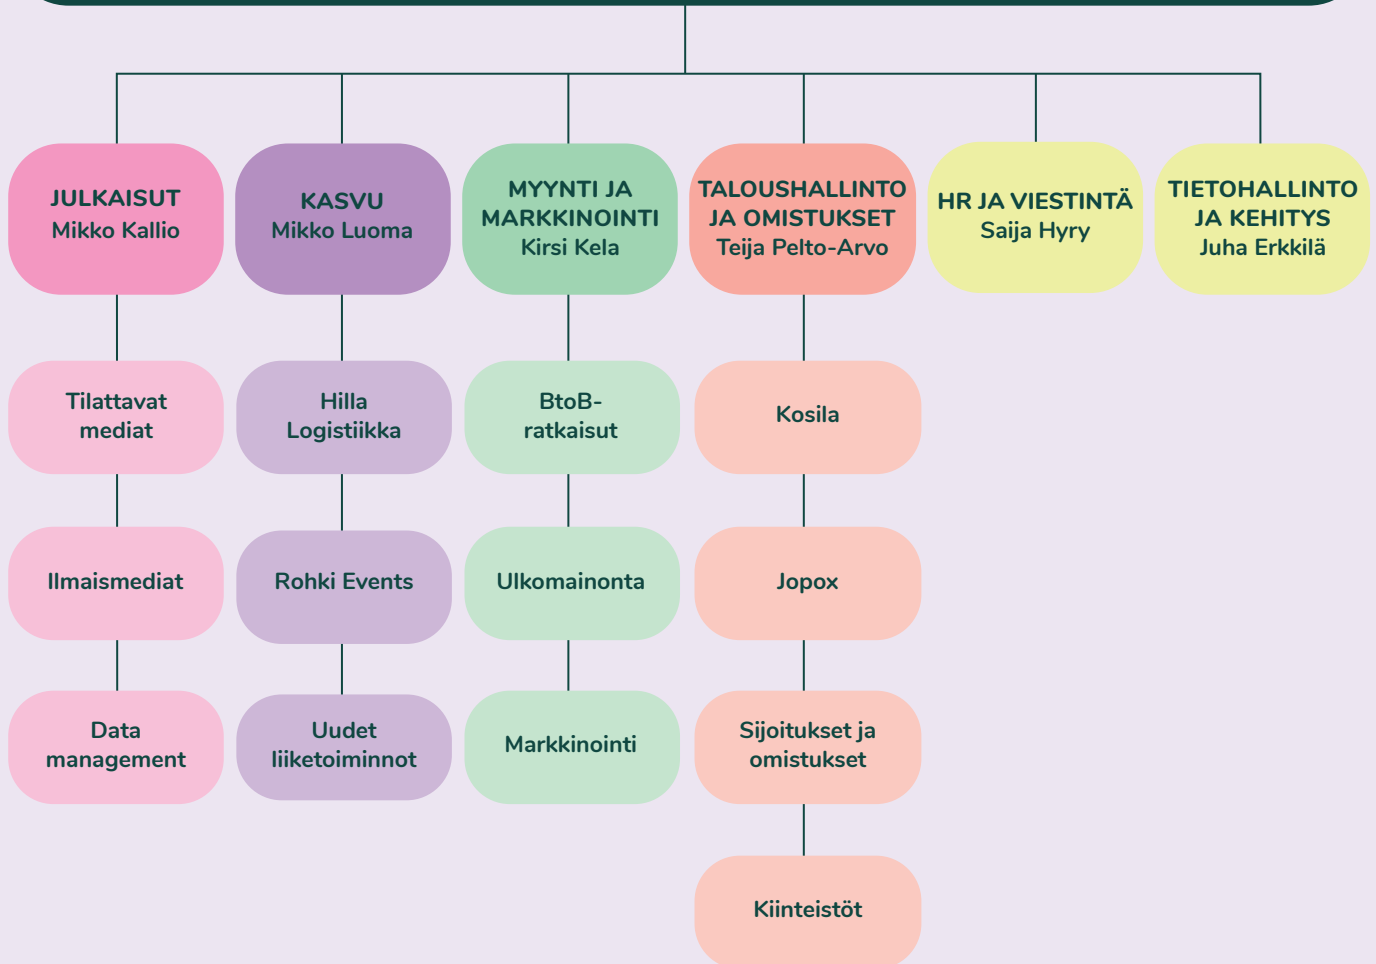 JULKAISUT
Mikko Kallio
KASVU
Mikko Luoma
MYYNTI JA
MARKKINOINTI
Kirsi Kela
TALOUSHALLINTO
JA OMISTUKSET
Teija Pelto-Arvo
HR JA VIESTINTÄ
Saija Hyry
TIETOHALLINTO
JA KEHITYS
Juha Erkkilä
Tilattavat
mediat
Hilla
Logistiikka
BtoB-
ratkaisut
Kosila
Ilmaismediat
Rohki Events
Ulkomainonta
Jopox
Data
management
Uudet
liiketoiminnot
Markkinointi
Sijoitukset ja
omistukset
Kiinteistöt